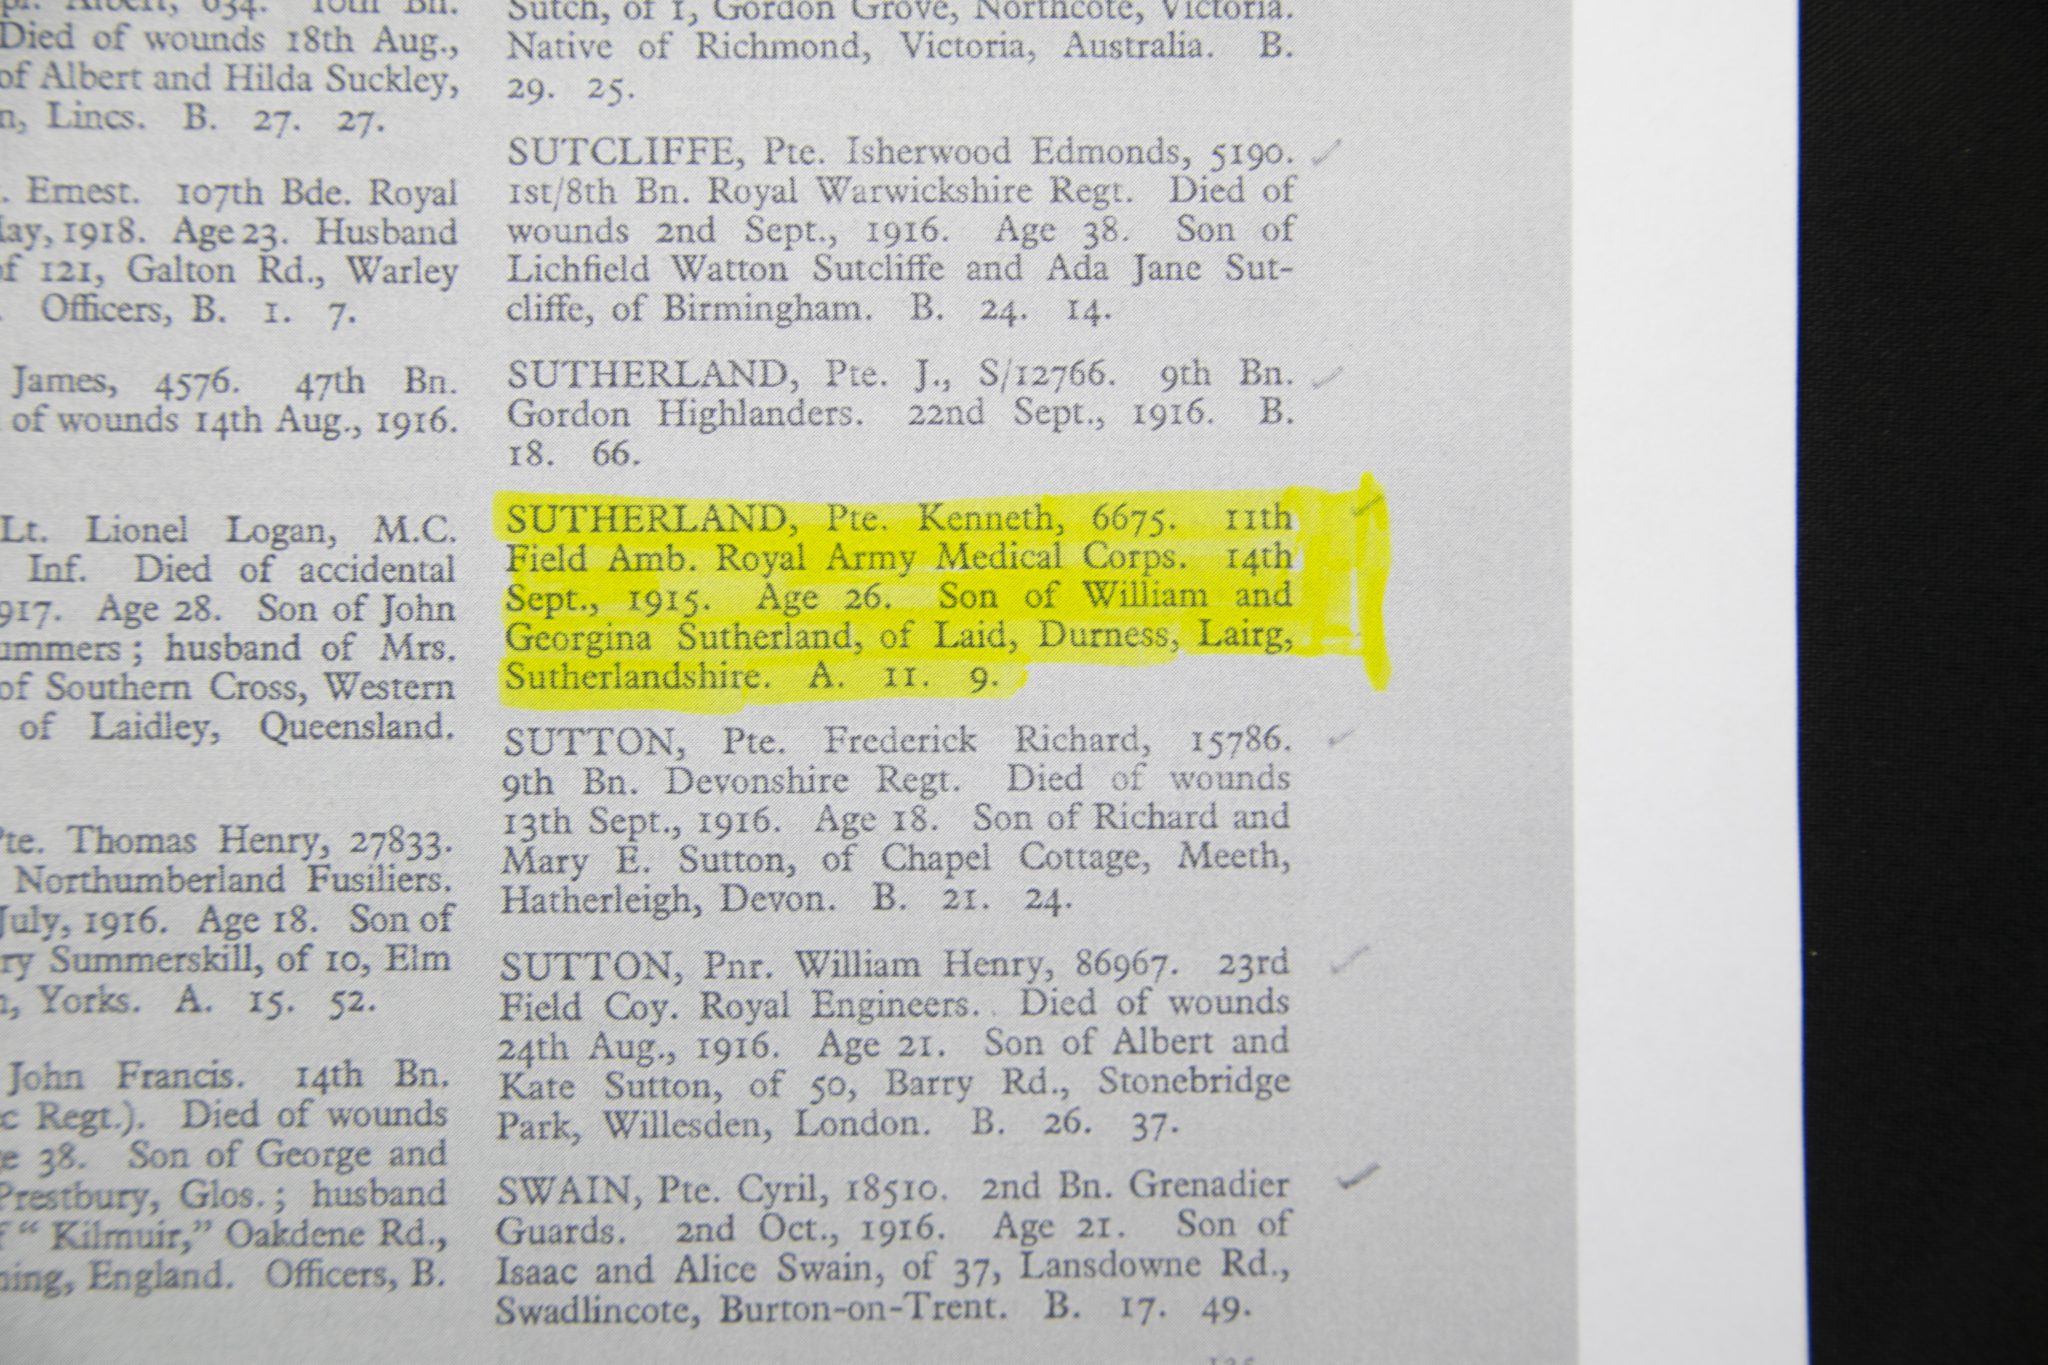 Albert, 634. 10th Bn.
Died of wounds 18th Aug.,
of Albert and Hilda Suckley,
Lincs. B. 27. 27.
Ernest. 107th Bde. Royal
May, 1918. Age 23. Husband
of 121, Galton Rd., Warley
Officers, B. 1. 7.
James, 4576. 47th Bn.
of wounds 14th Aug., 1916.
Lt. Lionel Logan, M.C.
Inf. Died of accidental
1917. Age 28. Son of John
Summers; husband of Mrs.
of Southern Cross, Western
of Laidley, Queensland.
Pte. Thomas Henry, 27833.
Northumberland Fusiliers.
July, 1916. Age 18. Son of
Summerskill, of 10, Elm
Yorks. A. 15. 52.
John Francis. 14th Bn.
Regt.). Died of wounds
38. Son of George and
Prestbury, Glos.; husband
"Kilmuir," Oakdene Rd.,
England. Officers, B.
Sutch, of 1, Gordon Grove, Northcote, Victoria.
Native of Richmond, Victoria, Australia. B.
29. 25.
SUTCLIFFE, Pte. Isherwood Edmonds, 5190.
1st/8th Bn. Royal Warwickshire Regt. Died of
wounds 2nd Sept., 1916. Age 38. Son of
Lichfield Watton Sutcliffe and Ada Jane Sut-
cliffe, of Birmingham. B. 24. 14.
SUTHERLAND, Pte. J., S/12766. 9th Bn.
Gordon Highlanders. 22nd Sept., 1916. B.
18. 66.
SUTHERLAND, Pte. Kenneth, 6675. 11th
Field Amb. Royal Army Medical Corps. 14th
Sept., 1915. Age 26. Son of William and
Georgina Sutherland, of Laid, Durness, Lairg,
Sutherlandshire. A. 11. 9.
SUTTON, Pte. Frederick Richard, 15786.
9th Bn. Devonshire Regt. Died of wounds
13th Sept., 1916. Age 18. Son of Richard and
Mary E. Sutton, of Chapel Cottage, Meeth,
Hatherleigh, Devon. B. 21. 24.
SUTTON, Pnr. William Henry, 86967. 23rd
Field Coy. Royal Engineers. Died of wounds
24th Aug., 1916. Age 21. Son of Albert and
Kate Sutton, of 50, Barry Rd., Stonebridge
Park, Willesden, London. B. 26. 37.
SWAIN, Pte. Cyril, 18510. 2nd Bn. Grenadier
Guards. 2nd Oct., 1916. Age 21. Son of
Isaac and Alice Swain, of 37, Lansdowne Rd.,
Swadlincote, Burton-on-Trent. B. 17. 49.